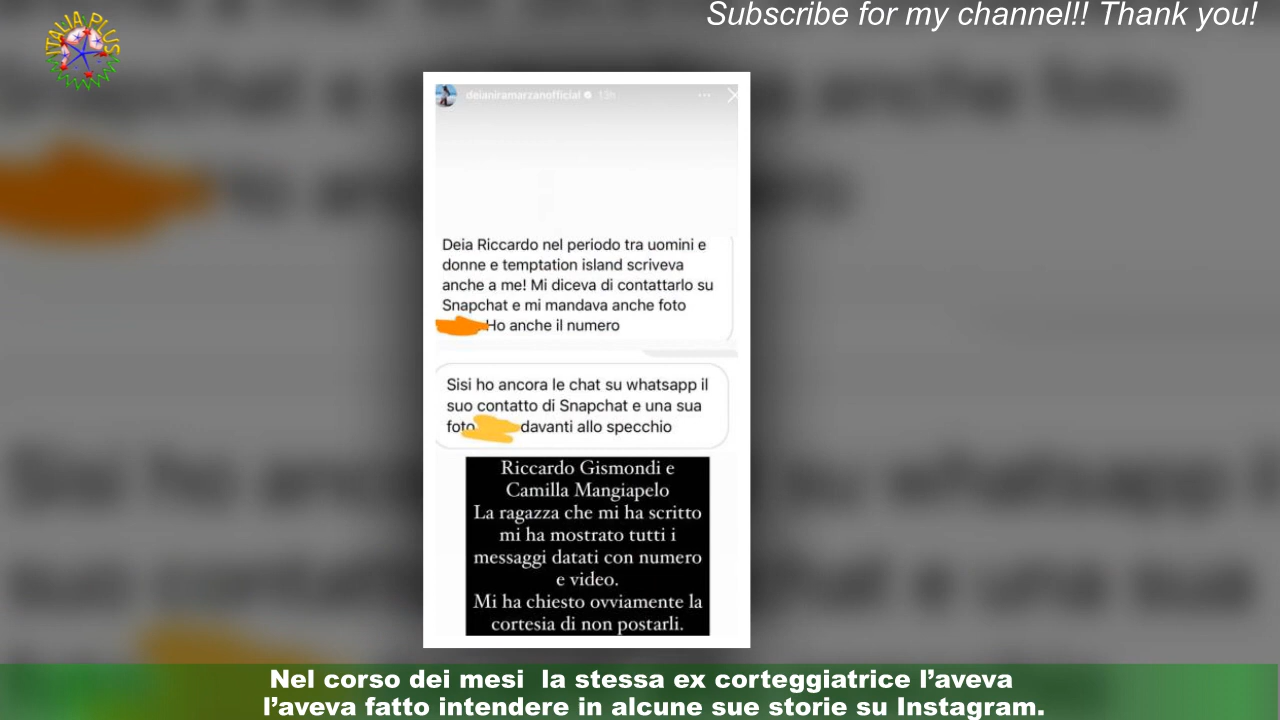 Subscribe for my channel!! Thank you!
ITALIA PLUS
deianiramarzanofficial 13h
Deia Riccardo nel periodo tra uomini e
donne e temptation island scriveva
anche a me! Mi diceva di contattarlo su
Snapchat e mi mandava anche foto
Ho anche il numero
Sisi ho ancora le chat su whatsapp il
suo contatto di Snapchat e una sua
foto davanti allo specchio
Riccardo Gismondi e
Camilla Mangiapelo
La ragazza che mi ha scritto
mi ha mostrato tutti i
messaggi datati con numero
e video.
Mi ha chiesto ovviamente la
cortesia di non postarli.
Nel corso dei mesi  la stessa ex corteggiatrice l’aveva
l’aveva fatto intendere in alcune sue storie su Instagram.